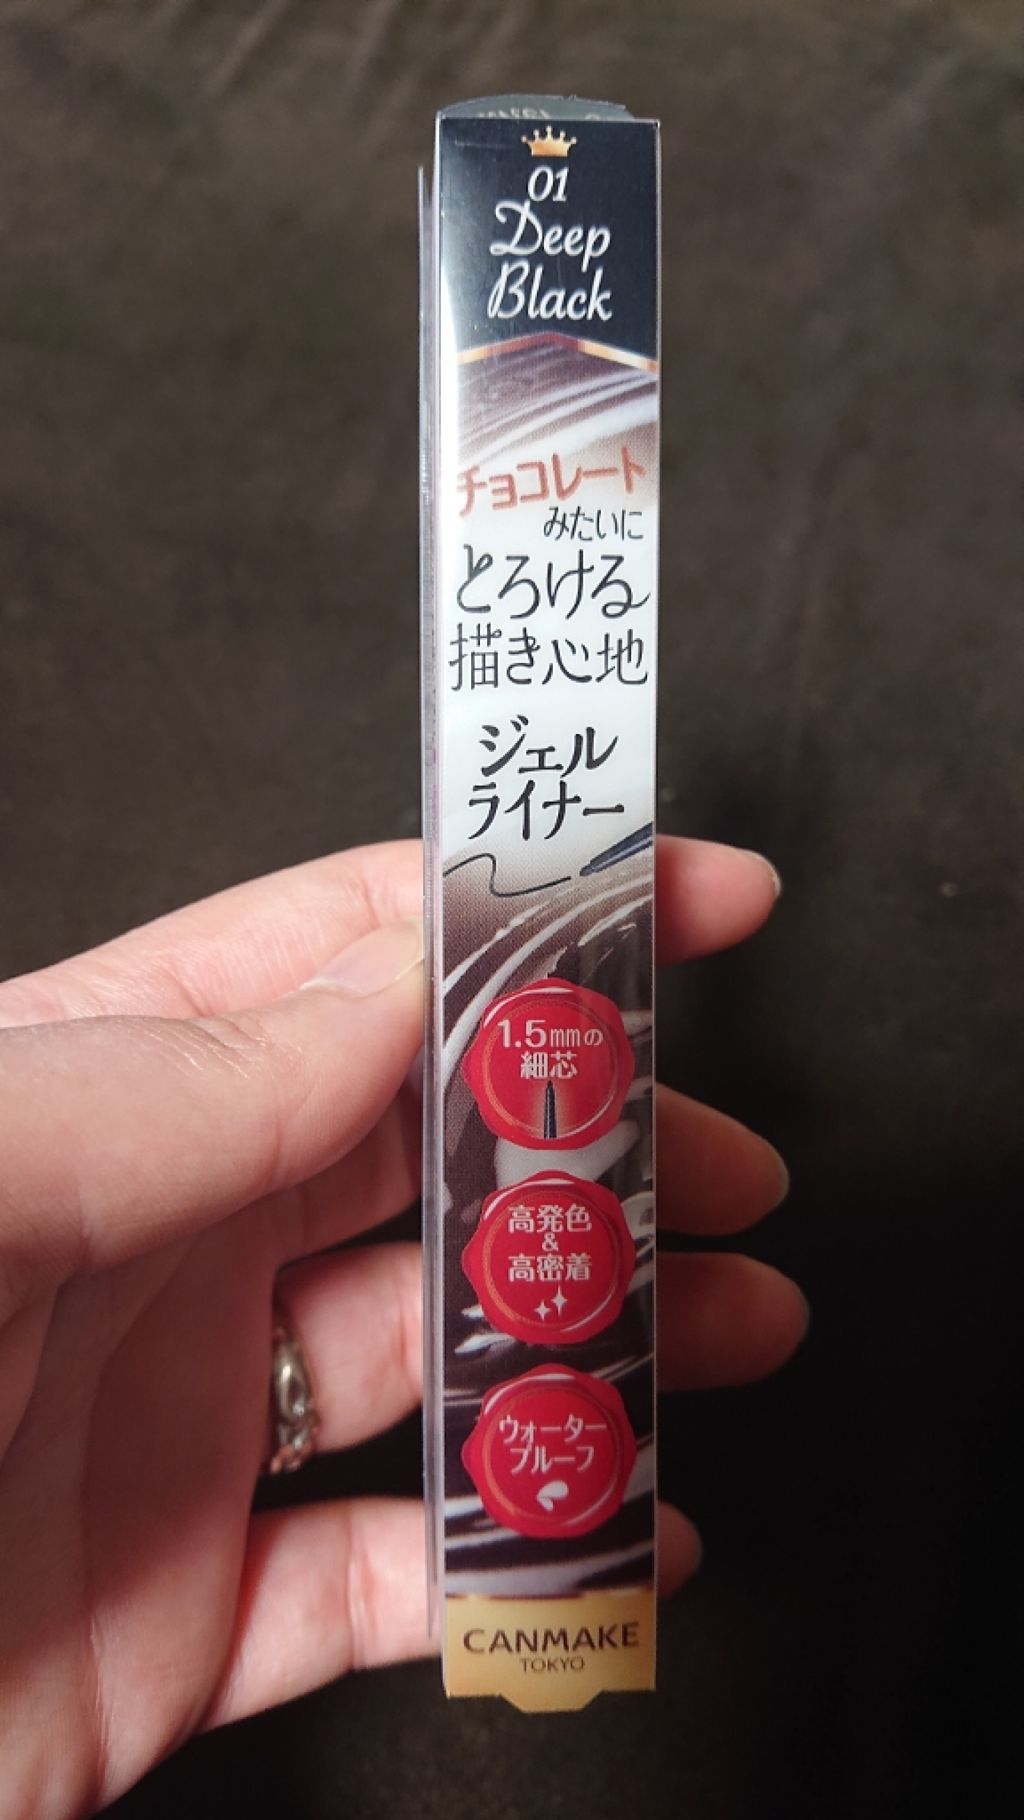 01
Deep
Black
チョコレート
みたいに
とろける
描き心地
ジェル
ライナー
1.5mmの
細芯
高発色
&
高密着
ウォーター
プルーフ
CANMAKE
TOKYO